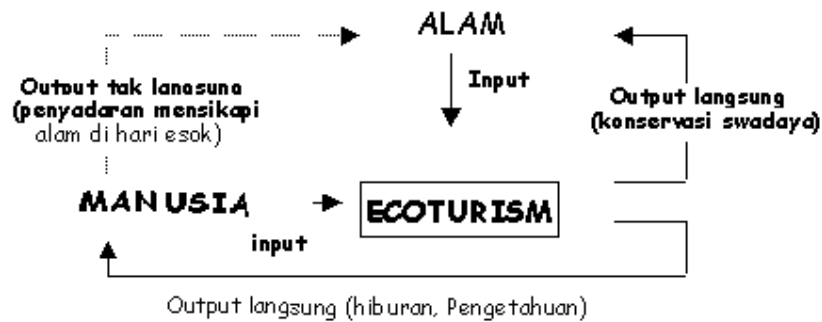 ALAM
Input
Output tak langsung
(penyadaran mensikapi
alam di hari esok)
Output langsung
(konservasi swadaya)
MANUSIA
ECOTURISM
input
Output langsung (hiburan, Pengetahuan)